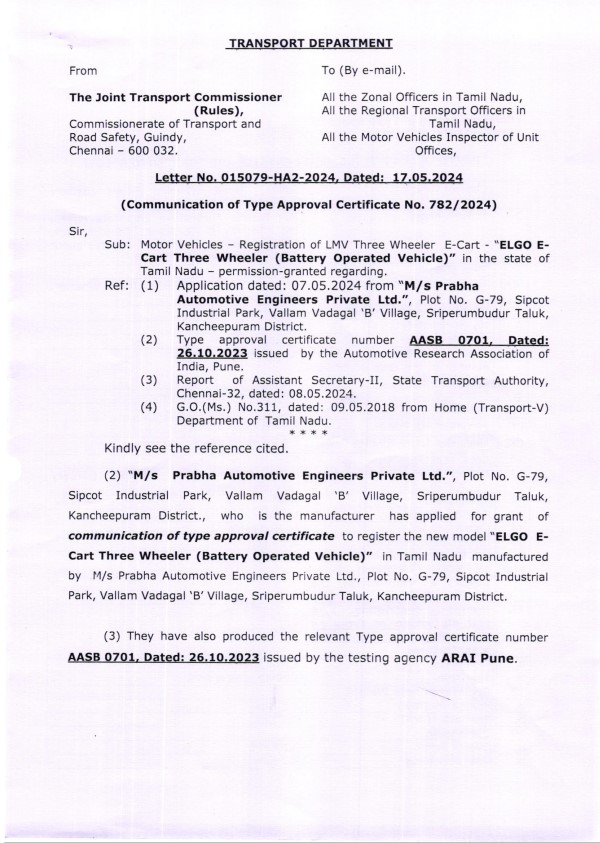 TRANSPORT DEPARTMENT
From
The Joint Transport Commissioner
(Rules),
Commissionerate of Transport and
Road Safety, Guindy,
Chennai – 600 032.
To (By e-mail).
All the Zonal Officers in Tamil Nadu,
All the Regional Transport Officers in
Tamil Nadu,
All the Motor Vehicles Inspector of Unit
Offices,
Letter No. 015079-HA2-2024, Dated: 17.05.2024
(Communication of Type Approval Certificate No. 782/2024)
Sir,
Sub: Motor Vehicles – Registration of LMV Three Wheeler E-Cart - “ELGO E-
Cart Three Wheeler (Battery Operated Vehicle)” in the state of
Tamil Nadu – permission-granted regarding.
Ref: (1) Application dated: 07.05.2024 from “M/s Prabha
Automotive Engineers Private Ltd.”, Plot No. G-79, Sipcot
Industrial Park, Vallam Vadagal ‘B’ Village, Sriperumbudur Taluk,
Kancheepuram District.
(2) Type approval certificate number AASB 0701, Dated:
26.10.2023 issued by the Automotive Research Association of
India, Pune.
(3) Report of Assistant Secretary-II, State Transport Authority,
Chennai-32, dated: 08.05.2024.
(4) G.O.(Ms.) No.311, dated: 09.05.2018 from Home (Transport-V)
Department of Tamil Nadu.
* * * *
Kindly see the reference cited.
(2) “M/s Prabha Automotive Engineers Private Ltd.”, Plot No. G-79,
Sipcot Industrial Park, Vallam Vadagal ‘B’ Village, Sriperumbudur Taluk,
Kancheepuram District., who is the manufacturer has applied for grant of
communication of type approval certificate to register the new model “ELGO E-
Cart Three Wheeler (Battery Operated Vehicle)” in Tamil Nadu manufactured
by M/s Prabha Automotive Engineers Private Ltd., Plot No. G-79, Sipcot Industrial
Park, Vallam Vadagal ‘B’ Village, Sriperumbudur Taluk, Kancheepuram District.
(3) They have also produced the relevant Type approval certificate number
AASB 0701, Dated: 26.10.2023 issued by the testing agency ARAI Pune.